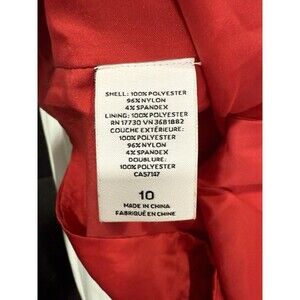 SHELL: 100% POLYESTER
96% NYLON
4% SPANDEX
LINING: 100% POLYESTER
RN 17730 VN 3681882
COUCHE EXTÉRIEURE:
100% POLYESTER
96% NYLON
4% SPANDEX
DOUBLURE:
100% POLYESTER
CA57147
10
MADE IN CHINA
FABRIQUÉ EN CHINE